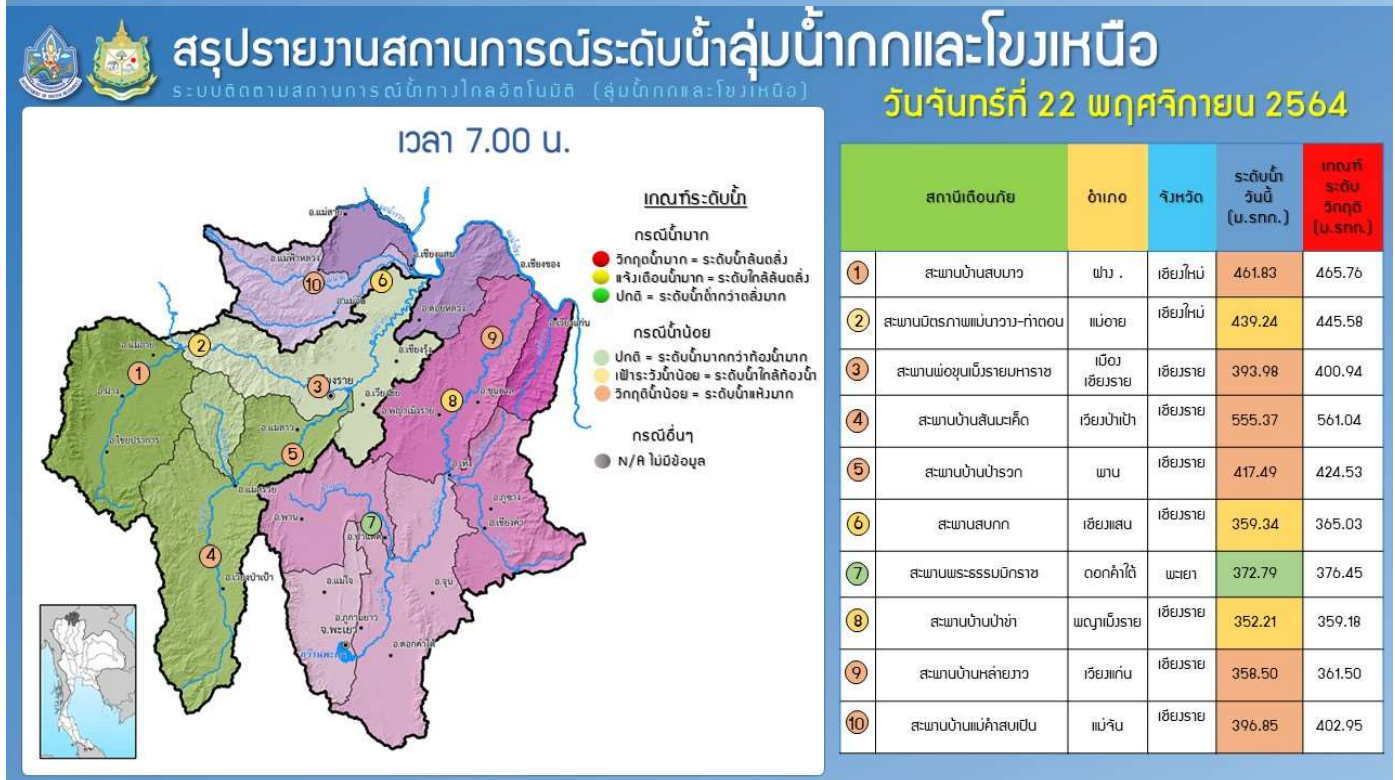 สรุปรายงานสถานการณ์ระดับน้ำลุ่มน้ำกกและโขงเหนือ
ระบบติดตามสถานการณ์น้ำทางไกลอัตโนมัติ (ลุ่มน้ำกกและโขงเหนือ)
วันจันทร์ที่ 22 พฤศจิกายน 2564
เวลา 7.00 น.
เกณฑ์ระดับน้ำ
กรณีน้ำมาก
วิกฤตน้ำมาก = ระดับน้ำล้นตลิ่ง
แจ้งเตือนน้ำมาก = ระดับใกล้ล้นตลิ่ง
ปกติ = ระดับน้ำต่ำกว่าตลิ่งมาก
กรณีน้ำน้อย
ปกติ = ระดับน้ำมากกว่าท้องน้ำมาก
เฝ้าระวังน้ำน้อย = ระดับน้ำใกล้ท้องน้ำ
วิกฤติน้ำน้อย = ระดับน้ำแห้งมาก
กรณีอื่นๆ
N/A ไม่มีข้อมูล
อ.แม่สาย
อ.แม่ฟ้าหลวง
อ.เชียงแสน
อ.เชียงของ
10
6
อ.ดอยหลวง
อ.เวียงแก่น
9
2
1
อ.เชียงรุ้ง
3
อ.ฝาง
8
อ.ขุนตาล
อ.พญาเม็งราย
อ.แม่ลาว
อ.ไชยปราการ
5
อ.เทิง
อ.แม่สรวย
อ.ภูซาง
อ.พาน
7
อ.เชียงคำ
4
อ.เวียงป่าเป้า
อ.แม่ใจ
อ.จุน
อ.ภูกามยาว
จ.พะเยา
อ.ดอกคำใต้
กว๊านพะเยา
สถานีเตือนภัย อำเภอ จังหวัด ระดับน้ำวันนี้ (ม.รทก.) เกณฑ์ระดับวิกฤติ (ม.รทก.)
1 สะพานบ้านสบมาว ฝาง . เชียงใหม่ 461.83 465.76
2 สะพานมิตรภาพแม่นาวาง-ท่าตอน แม่อาย เชียงใหม่ 439.24 445.58
3 สะพานพ่อขุนเม็งรายมหาราช เมืองเชียงราย เชียงราย 393.98 400.94
4 สะพานบ้านสันมะเค็ด เวียงป่าเป้า เชียงราย 555.37 561.04
5 สะพานบ้านป่ารวก พาน เชียงราย 417.49 424.53
6 สะพานสบกก เชียงแสน เชียงราย 359.34 365.03
7 สะพานพระธรรมมิกราช ดอกคำใต้ พะเยา 372.79 376.45
8 สะพานบ้านป่าข่า พญาเม็งราย เชียงราย 352.21 359.18
9 สะพานบ้านหล่ายงาว เวียงแก่น เชียงราย 358.50 361.50
10 สะพานบ้านแม่คำสบเปิน แม่จัน เชียงราย 396.85 402.95